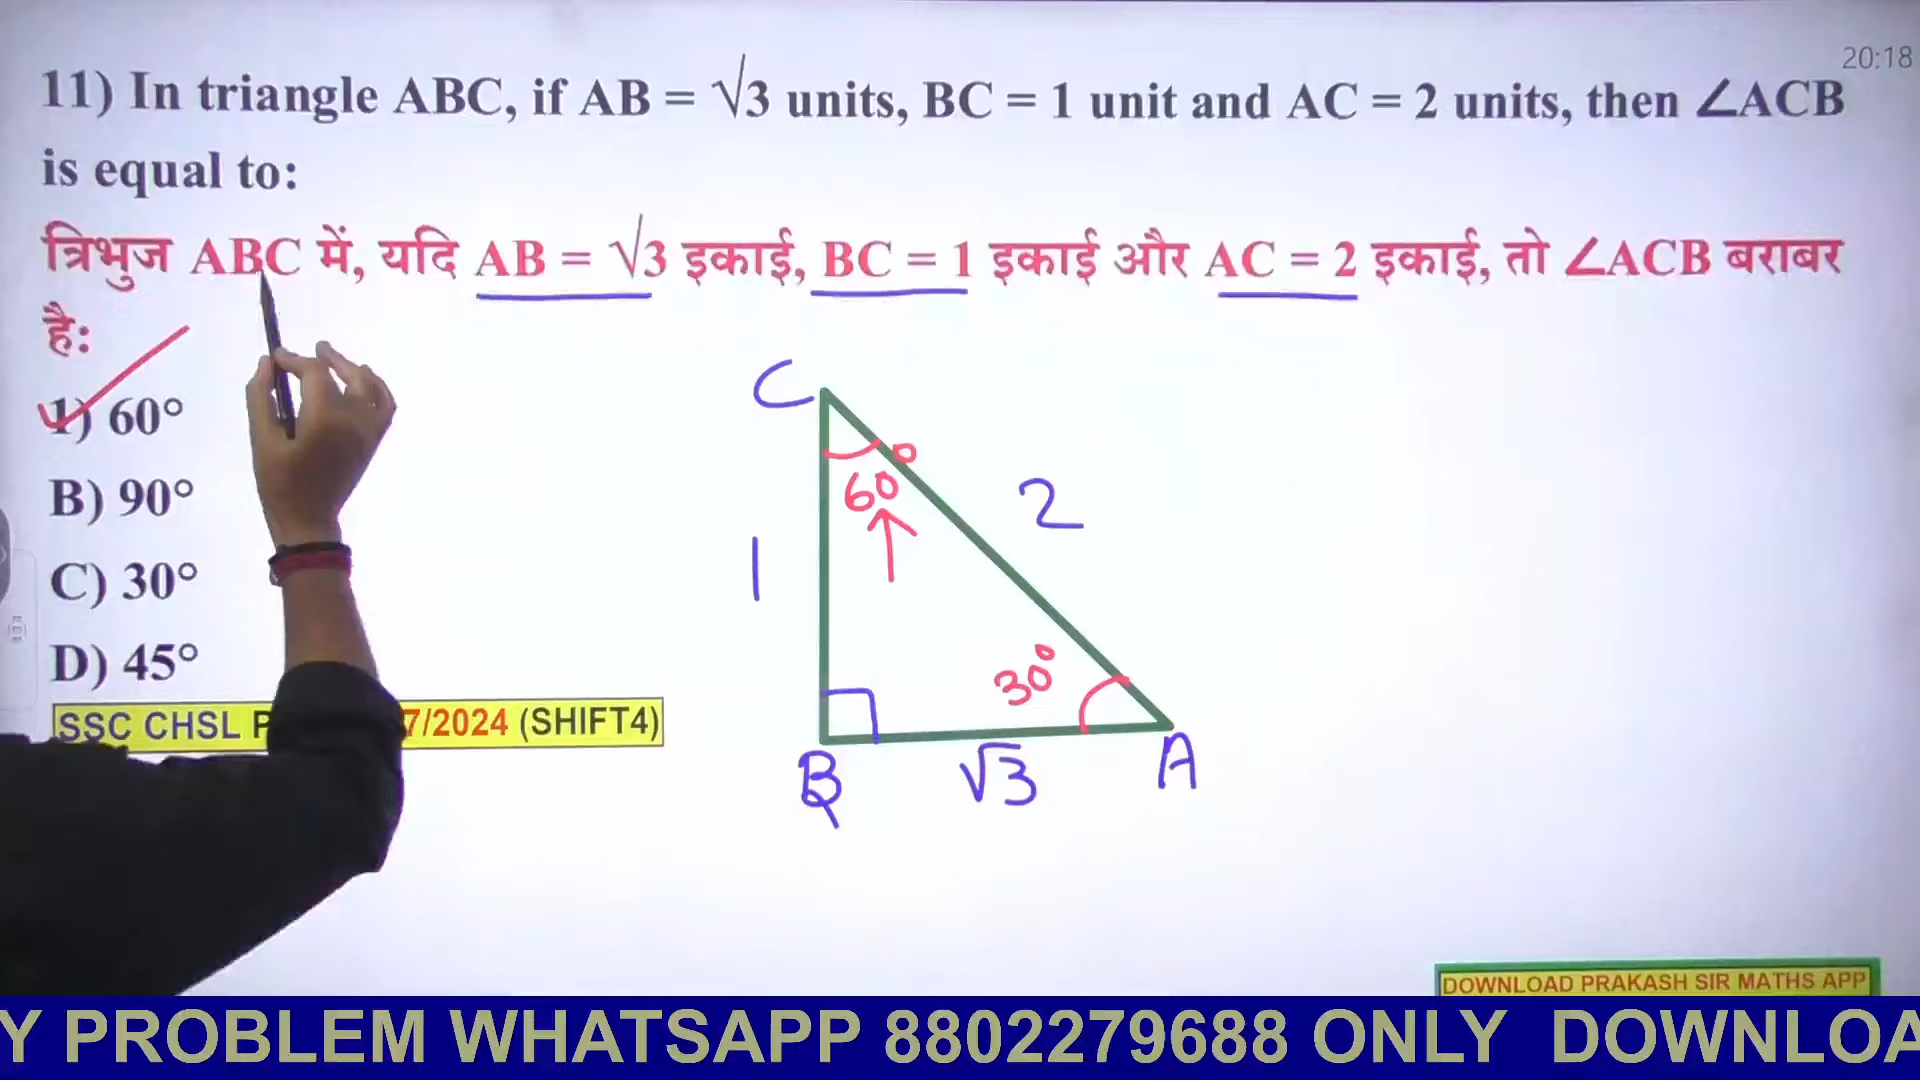 20:18
11) In triangle ABC, if AB = √3 units, BC = 1 unit and AC = 2 units, then ∠ACB
is equal to:
त्रिभुज ABC में, यदि AB = √3 इकाई, BC = 1 इकाई और AC = 2 इकाई, तो ∠ACB बराबर
है:
1) 60°
B) 90°
C) 30°
D) 45°
SSC CHSL 7/2024 (SHIFT4)
C
60°
2
1
30°
B
√3
A
DOWNLOAD PRAKASH SIR MATHS APP
Y PROBLEM WHATSAPP 8802279688 ONLY DOWNLOA